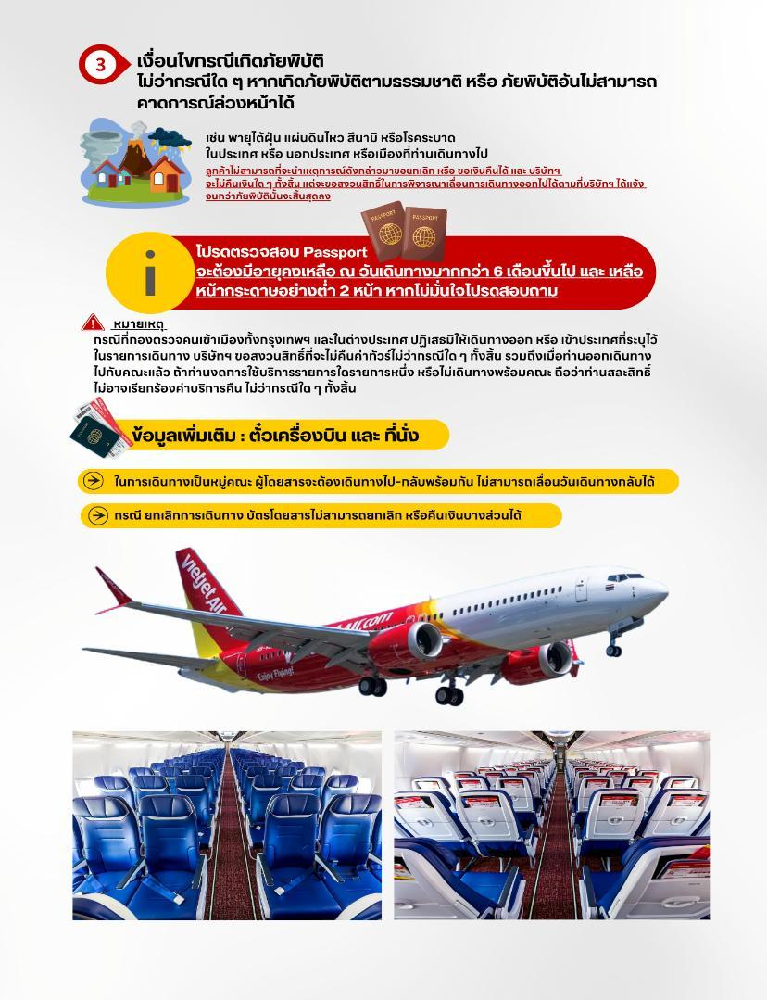 3
เงื่อนไขกรณีเกิดภัยพิบัติ
ไม่ว่ากรณีใด ๆ หากเกิดภัยพิบัติตามธรรมชาติ หรือ ภัยพิบัติอันไม่สามารถ
คาดการณ์ล่วงหน้าได้
เช่น พายุไต้ฝุ่น แผ่นดินไหว สึนามิ หรือโรคระบาด
ในประเทศ หรือ นอกประเทศ หรือเมืองที่ท่านเดินทางไป
ลูกค้าไม่สามารถที่จะนำเหตุการณ์ดังกล่าวมาขอยกเลิก หรือ ขอเงินคืนได้ และ บริษัทฯ
จะไม่คืนเงินใด ๆ ทั้งสิ้น แต่จะขอสงวนสิทธิ์ในการพิจารณาเลื่อนการเดินทางออกไปได้ตามที่บริษัทฯ ได้แจ้ง
จนกว่าภัยพิบัตินั้นจะสิ้นสุดลง
PASSPORT
PASSPORT
i
โปรดตรวจสอบ Passport
จะต้องมีอายุคงเหลือ ณ วันเดินทางมากกว่า 6 เดือนขึ้นไป และ เหลือ
หน้ากระดาษอย่างต่ำ 2 หน้า หากไม่มั่นใจโปรดสอบถาม
หมายเหตุ
กรณีที่กองตรวจคนเข้าเมืองทั้งกรุงเทพฯ และในต่างประเทศ ปฏิเสธมิให้เดินทางออก หรือ เข้าประเทศที่ระบุไว้
ในรายการเดินทาง บริษัทฯ ขอสงวนสิทธิ์ที่จะไม่คืนค่าทัวร์ไม่ว่ากรณีใด ๆ ทั้งสิ้น รวมถึงเมื่อท่านออกเดินทาง
ไปกับคณะแล้ว ถ้าท่านงดการใช้บริการรายการใดรายการหนึ่ง หรือไม่เดินทางพร้อมคณะ ถือว่าท่านสละสิทธิ์
ไม่อาจเรียกร้องค่าบริการคืน ไม่ว่ากรณีใด ๆ ทั้งสิ้น
ข้อมูลเพิ่มเติม : ตั๋วเครื่องบิน และ ที่นั่ง
ในการเดินทางเป็นหมู่คณะ ผู้โดยสารจะต้องเดินทางไป-กลับพร้อมกัน ไม่สามารถเลื่อนวันเดินทางกลับได้
กรณี ยกเลิกการเดินทาง บัตรโดยสารไม่สามารถยกเลิก หรือคืนเงินบางส่วนได้
vietjet AIR
AIR.com
Enjoy Flying!